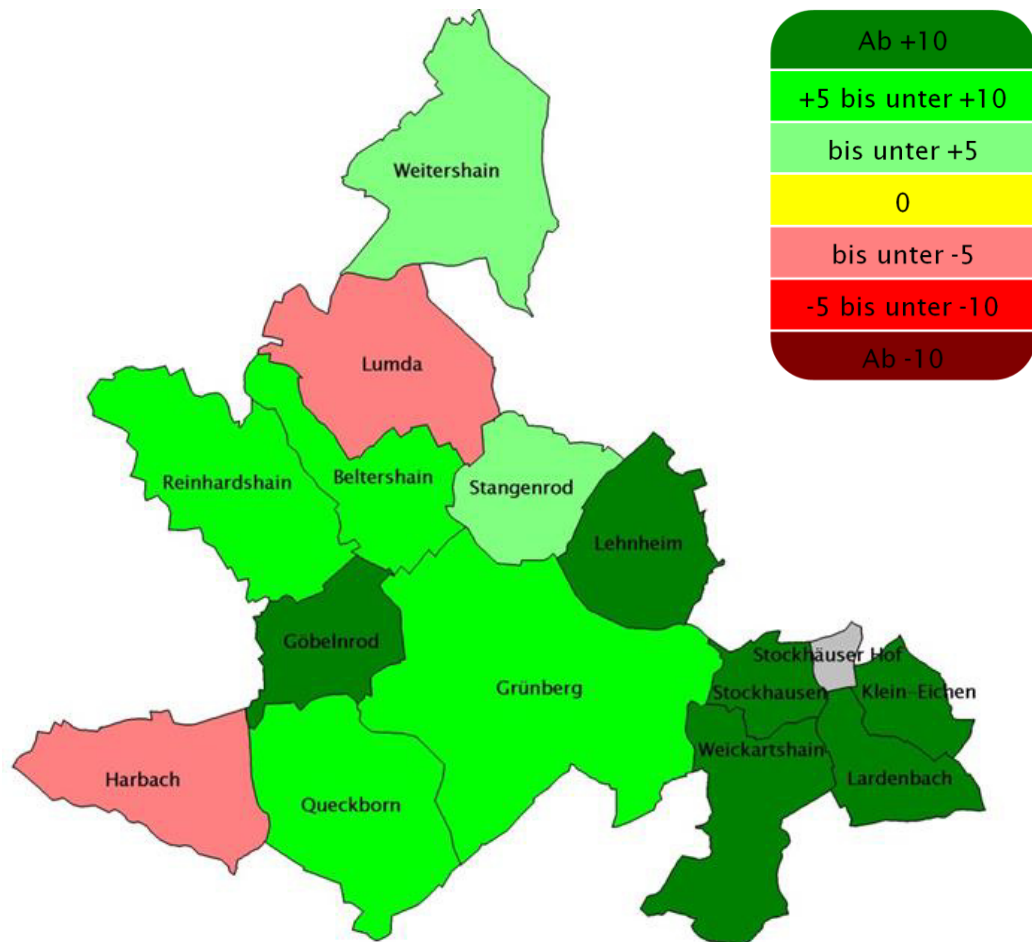 Ab +10
+5 bis unter +10
bis unter +5
0
bis unter -5
-5 bis unter -10
Ab -10
Weitershain
Lumda
Reinhardshain
Beltershain
Stangenrod
Lehnheim
Göbelnrod
Stockhäuser Hof
Grünberg
Stockhausen
Klein-Eichen
Weickartshain
Harbach
Lardenbach
Queckborn